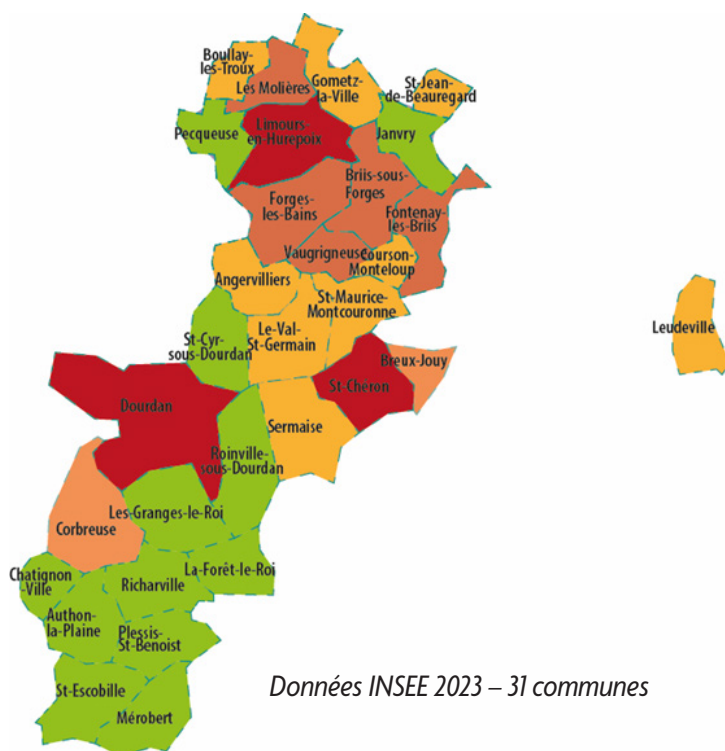 Boullay-
les-Troux
Les Molières
Gometz-
la-Ville
St-Jean-
de-Beauregard
Pecqueuse
Limours-
en-Hurepoix
Janvry
Briis-sous-
Forges
Forges-
les-Bains
Fontenay-
les-Briis
Vaugrigneuse
Courson-
Monteloup
Angervilliers
St-Maurice-
Montcouronne
St-Cyr-
sous-Dourdan
Le-Val-
St-Germain
Leudeville
Breux-Jouy
St-Chéron
Dourdan
Sermaise
Roinville-
sous-Dourdan
Les-Granges-le-Roi
Corbreuse
La-Forêt-le-Roi
Chatignon
-Ville
Richarville
Authon-
la-Plaine
Plessis-
St-Benoist
St-Escobille
Mérobert
Données INSEE 2023 – 31 communes